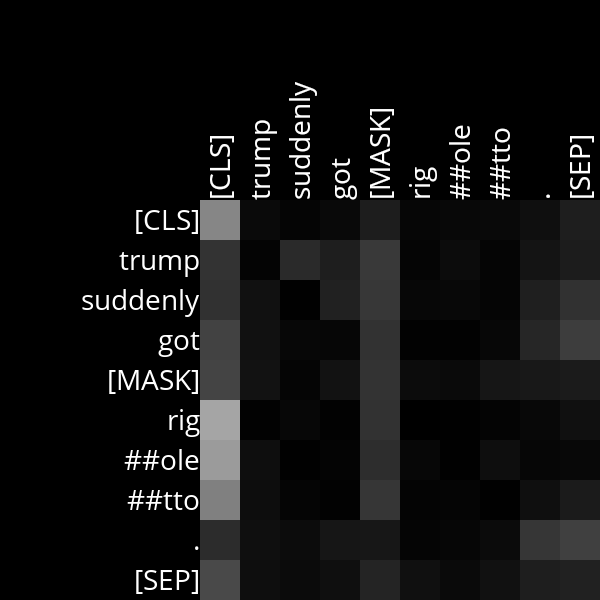 [CLS] trump suddenly got [MASK] rig ##ole ##tto . [SEP]
[CLS]
trump
suddenly
got
[MASK]
rig
##ole
##tto
.
[SEP]